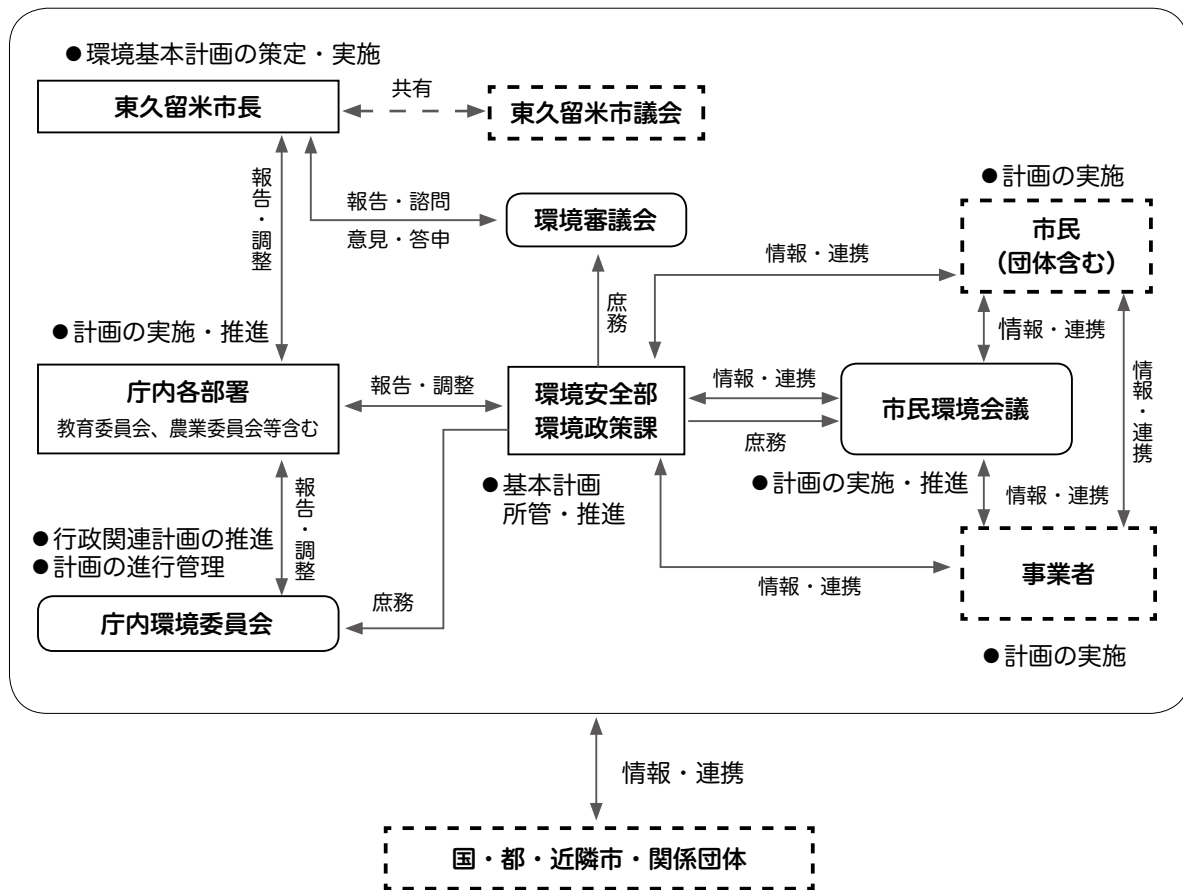 ●環境基本計画の策定・実施
東久留米市長
共有
東久留米市議会
報告・調整
報告・諮問
意見・答申
環境審議会
●計画の実施
市民
（団体含む）
情報・連携
庶務
情報・連携
情報・連携
●計画の実施・推進
庁内各部署
教育委員会、農業委員会等含む
報告・調整
環境安全部
環境政策課
情報・連携
庶務
市民環境会議
●基本計画
所管・推進
●計画の実施・推進
情報・連携
報告・調整
●行政関連計画の推進
●計画の進行管理
庁内環境委員会
庶務
情報・連携
事業者
●計画の実施
情報・連携
国・都・近隣市・関係団体